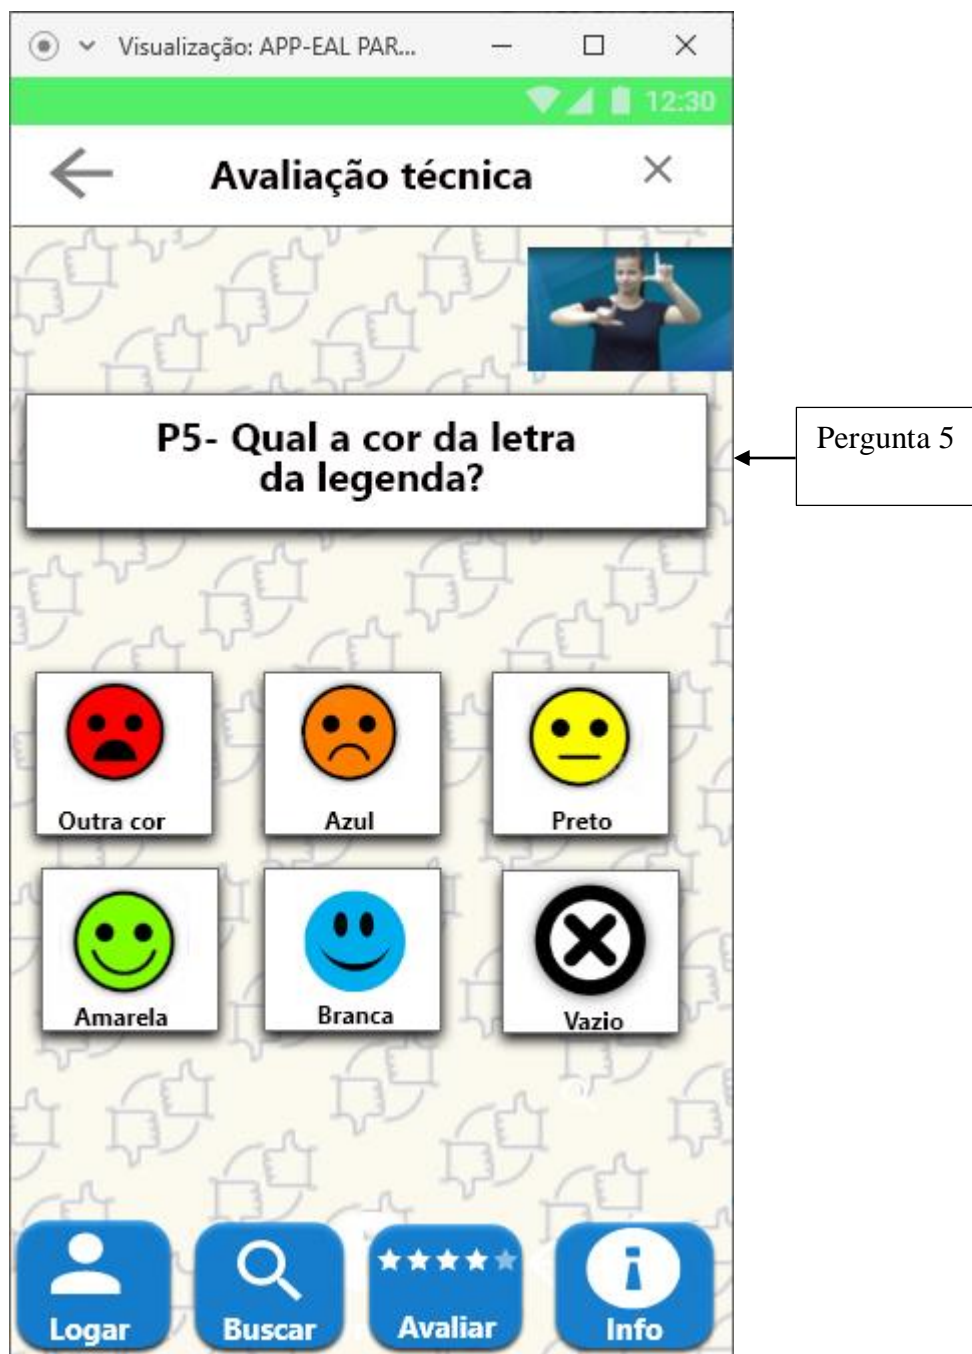 Visualização: APP-EAL PAR...
12:30
Avaliação técnica
P5- Qual a cor da letra
da legenda?
Pergunta 5
Outra cor
Azul
Preto
Amarela
Branca
Vazio
Logar
Buscar
Avaliar
Info